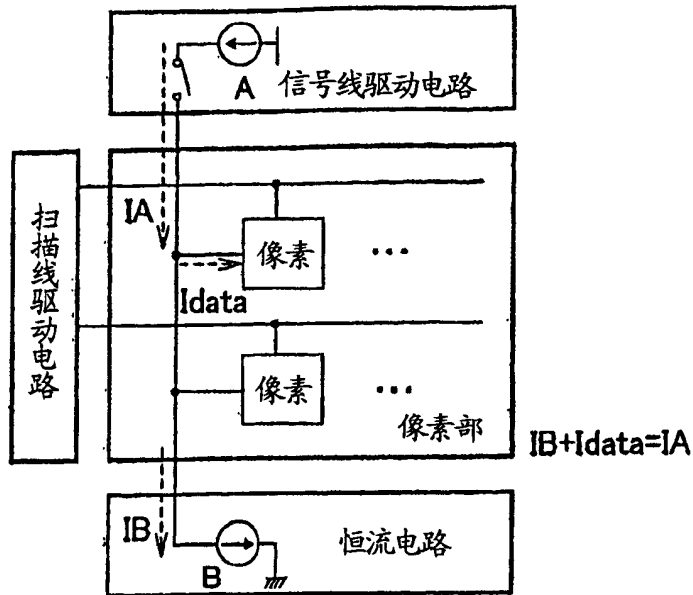 A
信号线驱动电路
扫描线驱动电路
IA
像素
...
Idata
像素
...
像素部
IB+Idata=IA
IB
B
恒流电路